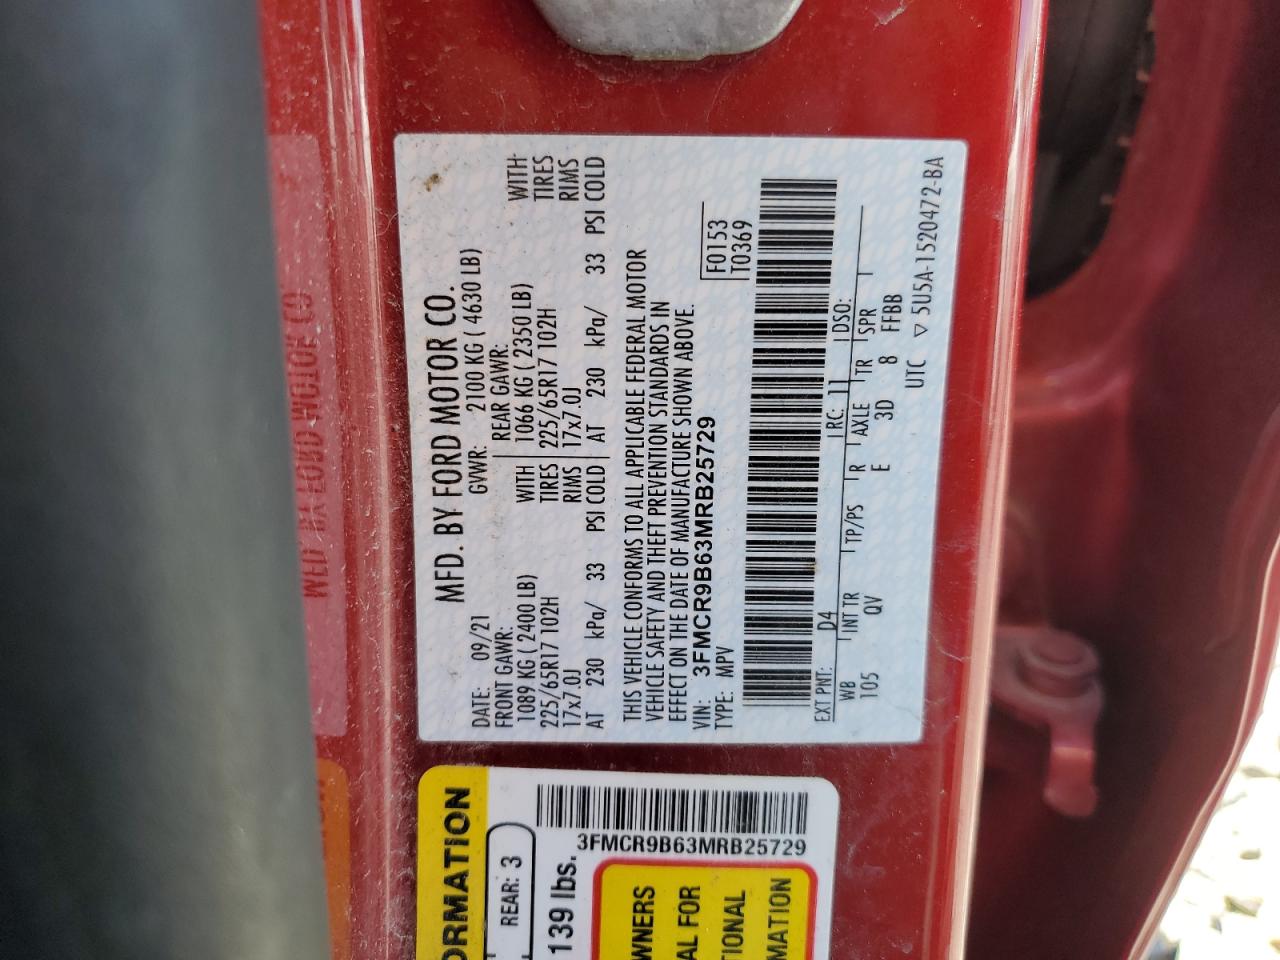 MFD. BY FORD MOTOR CO.
DATE: 09/21 GVWR: 2100 KG ( 4630 LB)
FRONT GAWR: REAR GAWR:
1089 KG ( 2400 LB) WITH 1066 KG ( 2350 LB) WITH
225/65R17 102H TIRES 225/65R17 102H TIRES
17x7.0J RIMS 17x7.0J RIMS
AT 230 kPa/ 33 PSI COLD AT 230 kPa/ 33 PSI COLD
THIS VEHICLE CONFORMS TO ALL APPLICABLE FEDERAL MOTOR
VEHICLE SAFETY AND THEFT PREVENTION STANDARDS IN
EFFECT ON THE DATE OF MANUFACTURE SHOWN ABOVE.
VIN: 3FMCR9B63MRB25729 F0153
TYPE: MPV T0369
EXT PNT: D4 RC: 11 DSO:
WB INT TR TP/PS R AXLE TR SPR
105 QV E 3D 8 FFBB
UTC ▽ 5U5A-1520472-BA
ORMATION
REAR: 3
139 lbs.
3FMCR9B63MRB25729
WNERS
AL FOR
TIONAL
MATION